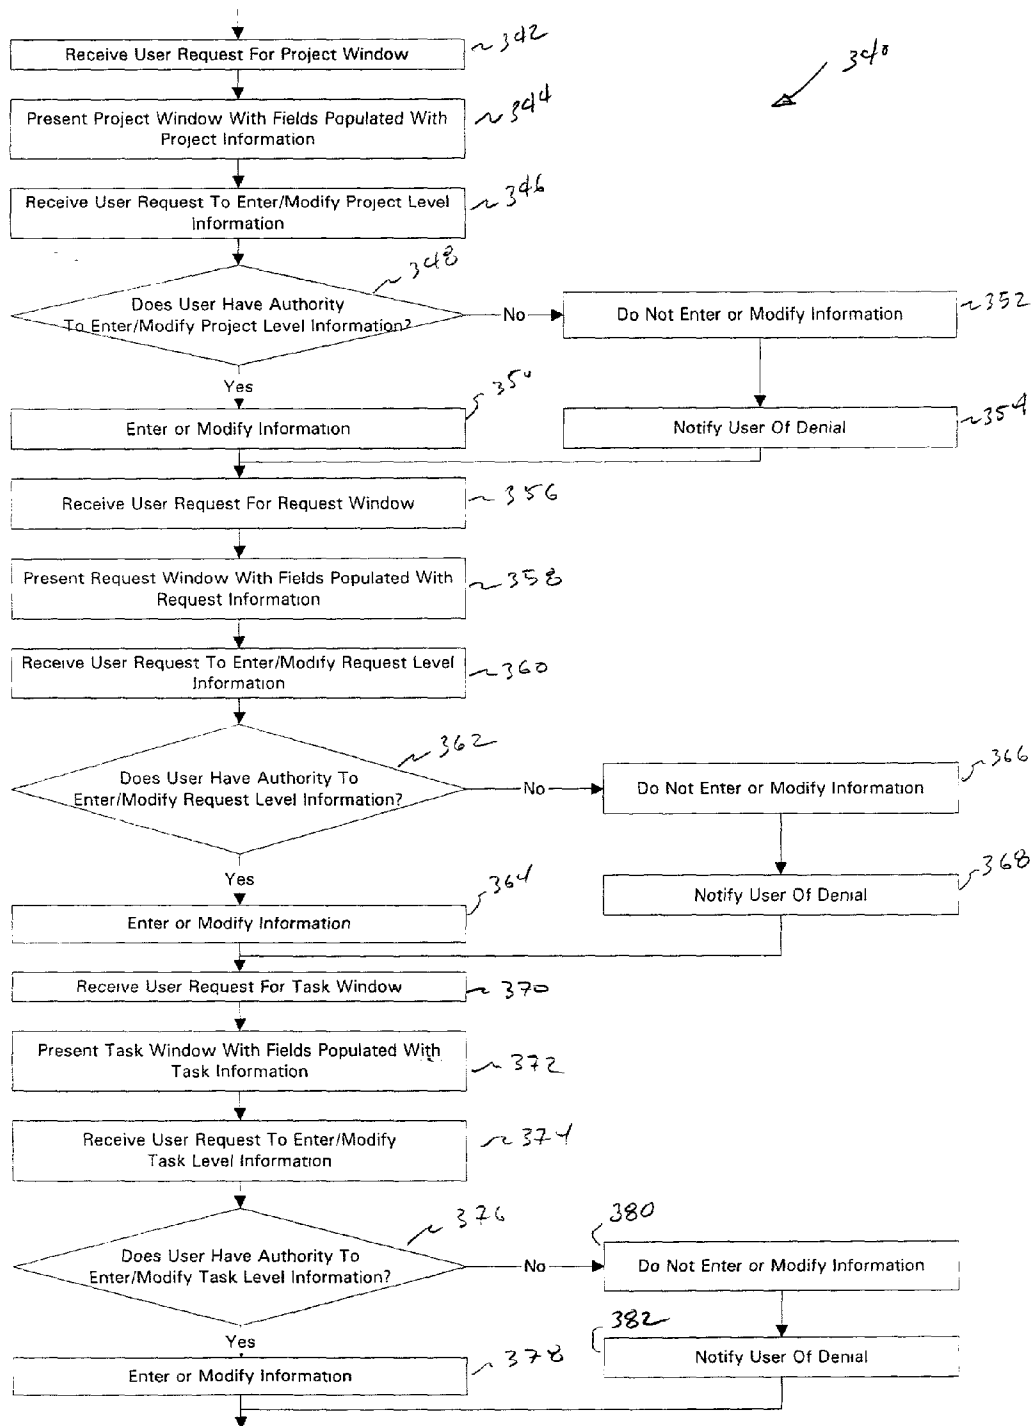 Receive User Request For Project Window
342
340
Present Project Window With Fields Populated With
Project Information
344
Receive User Request To Enter/Modify Project Level
Information
346
348
Does User Have Authority
To Enter/Modify Project Level Information?
No
Do Not Enter or Modify Information
352
Yes
350
Enter or Modify Information
Notify User Of Denial
354
Receive User Request For Request Window
356
Present Request Window With Fields Populated With
Request Information
358
Receive User Request To Enter/Modify Request Level
Information
360
362
Does User Have Authority To
Enter/Modify Request Level Information?
No
Do Not Enter or Modify Information
366
Yes
364
Enter or Modify Information
Notify User Of Denial
368
Receive User Request For Task Window
370
Present Task Window With Fields Populated With
Task Information
372
Receive User Request To Enter/Modify
Task Level Information
374
376
Does User Have Authority To
Enter/Modify Task Level Information?
No
380
Do Not Enter or Modify Information
Yes
382
Notify User Of Denial
Enter or Modify Information
378